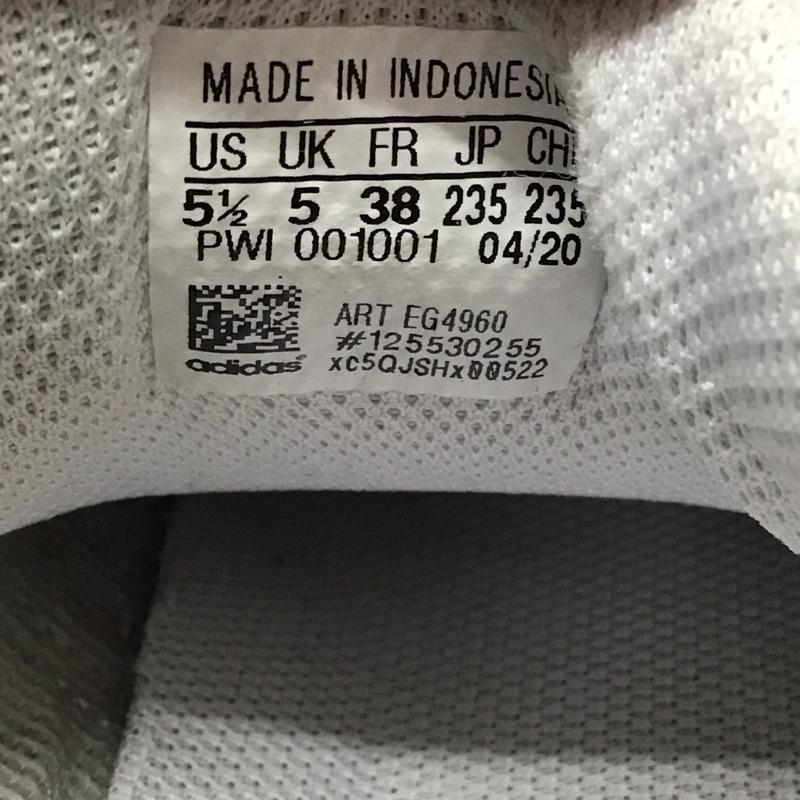 MADE IN INDONESIA
US UK FR JP CHN
5½ 5 38 235 235
PWI 001001 04/20
ART EG4960
#125530255
xc5QJSHx00522
adidas